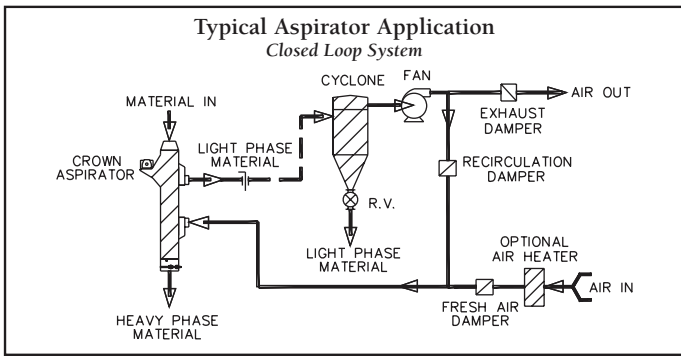 Typical Aspirator Application
Closed Loop System
CYCLONE
FAN
AIR OUT
MATERIAL IN
EXHAUST
DAMPER
LIGHT PHASE
MATERIAL
CROWN
ASPIRATOR
RECIRCULATION
DAMPER
R.V.
LIGHT PHASE
MATERIAL
OPTIONAL
AIR HEATER
AIR IN
FRESH AIR
DAMPER
HEAVY PHASE
MATERIAL